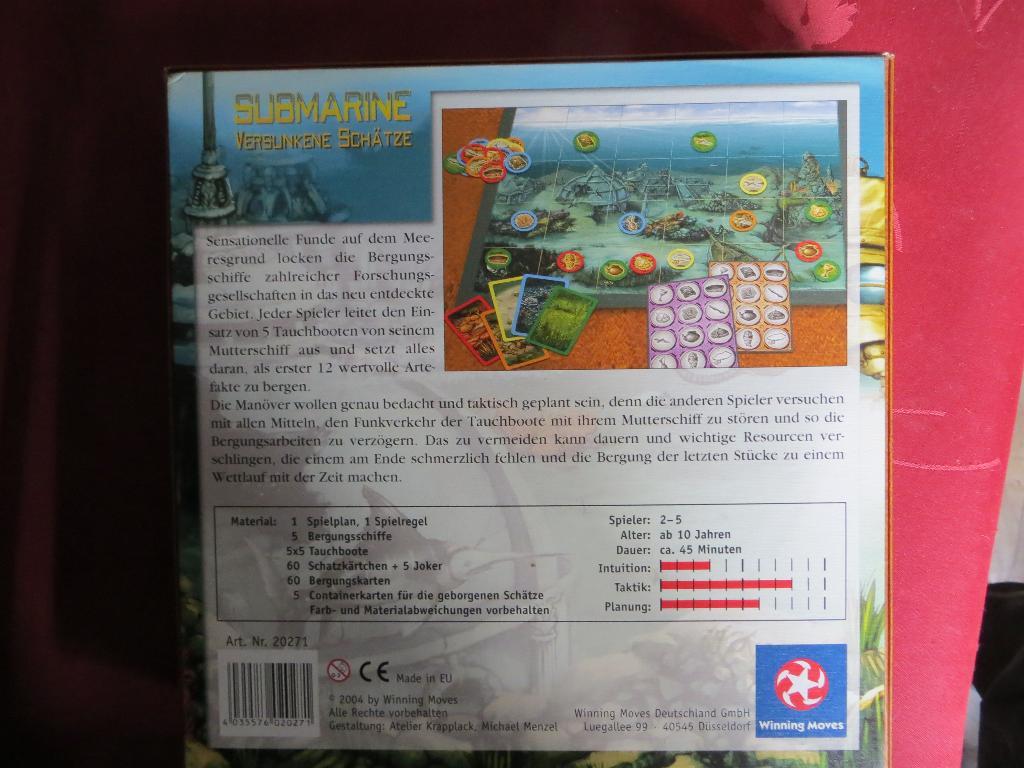 SUBMARINE
VERSUNKENE SCHÄTZE
Sensationelle Funde auf dem Mee-
resgrund locken die Bergungs-
schiffe zahlreicher Forschungs-
gesellschaften in das neu entdeckte
Gebiet. Jeder Spieler leitet den Ein-
satz von 5 Tauchbooten von seinem
Mutterschiff aus und setzt alles
daran, als erster 12 wertvolle Arte-
fakte zu bergen.
Die Manöver wollen genau bedacht und taktisch geplant sein, denn die anderen Spieler versuchen
mit allen Mitteln, den Funkverkehr der Tauchboote mit ihrem Mutterschiff zu stören und so die
Bergungsarbeiten zu verzögern. Das zu vermeiden kann dauern und wichtige Resourcen ver-
schlingen, die einem am Ende schmerzlich fehlen und die Bergung der letzten Stücke zu einem
Wettlauf mit der Zeit machen.
Material: 1 Spielplan, 1 Spielregel
5 Bergungsschiffe
5x5 Tauchboote
60 Schatzkärtchen + 5 Joker
60 Bergungskarten
5 Containerkarten für die geborgenen Schätze
Farb- und Materialabweichungen vorbehalten
Spieler: 2-5
Alter: ab 10 Jahren
Dauer: ca. 45 Minuten
Intuition:
Taktik:
Planung:
Art. Nr. 20271
4 035576 020271
0-3
CE Made in EU
© 2004 by Winning Moves
Alle Rechte vorbehalten
Gestaltung: Atelier Krapplack, Michael Menzel
Winning Moves Deutschland GmbH
Luegallee 99 · 40545 Düsseldorf
Winning Moves